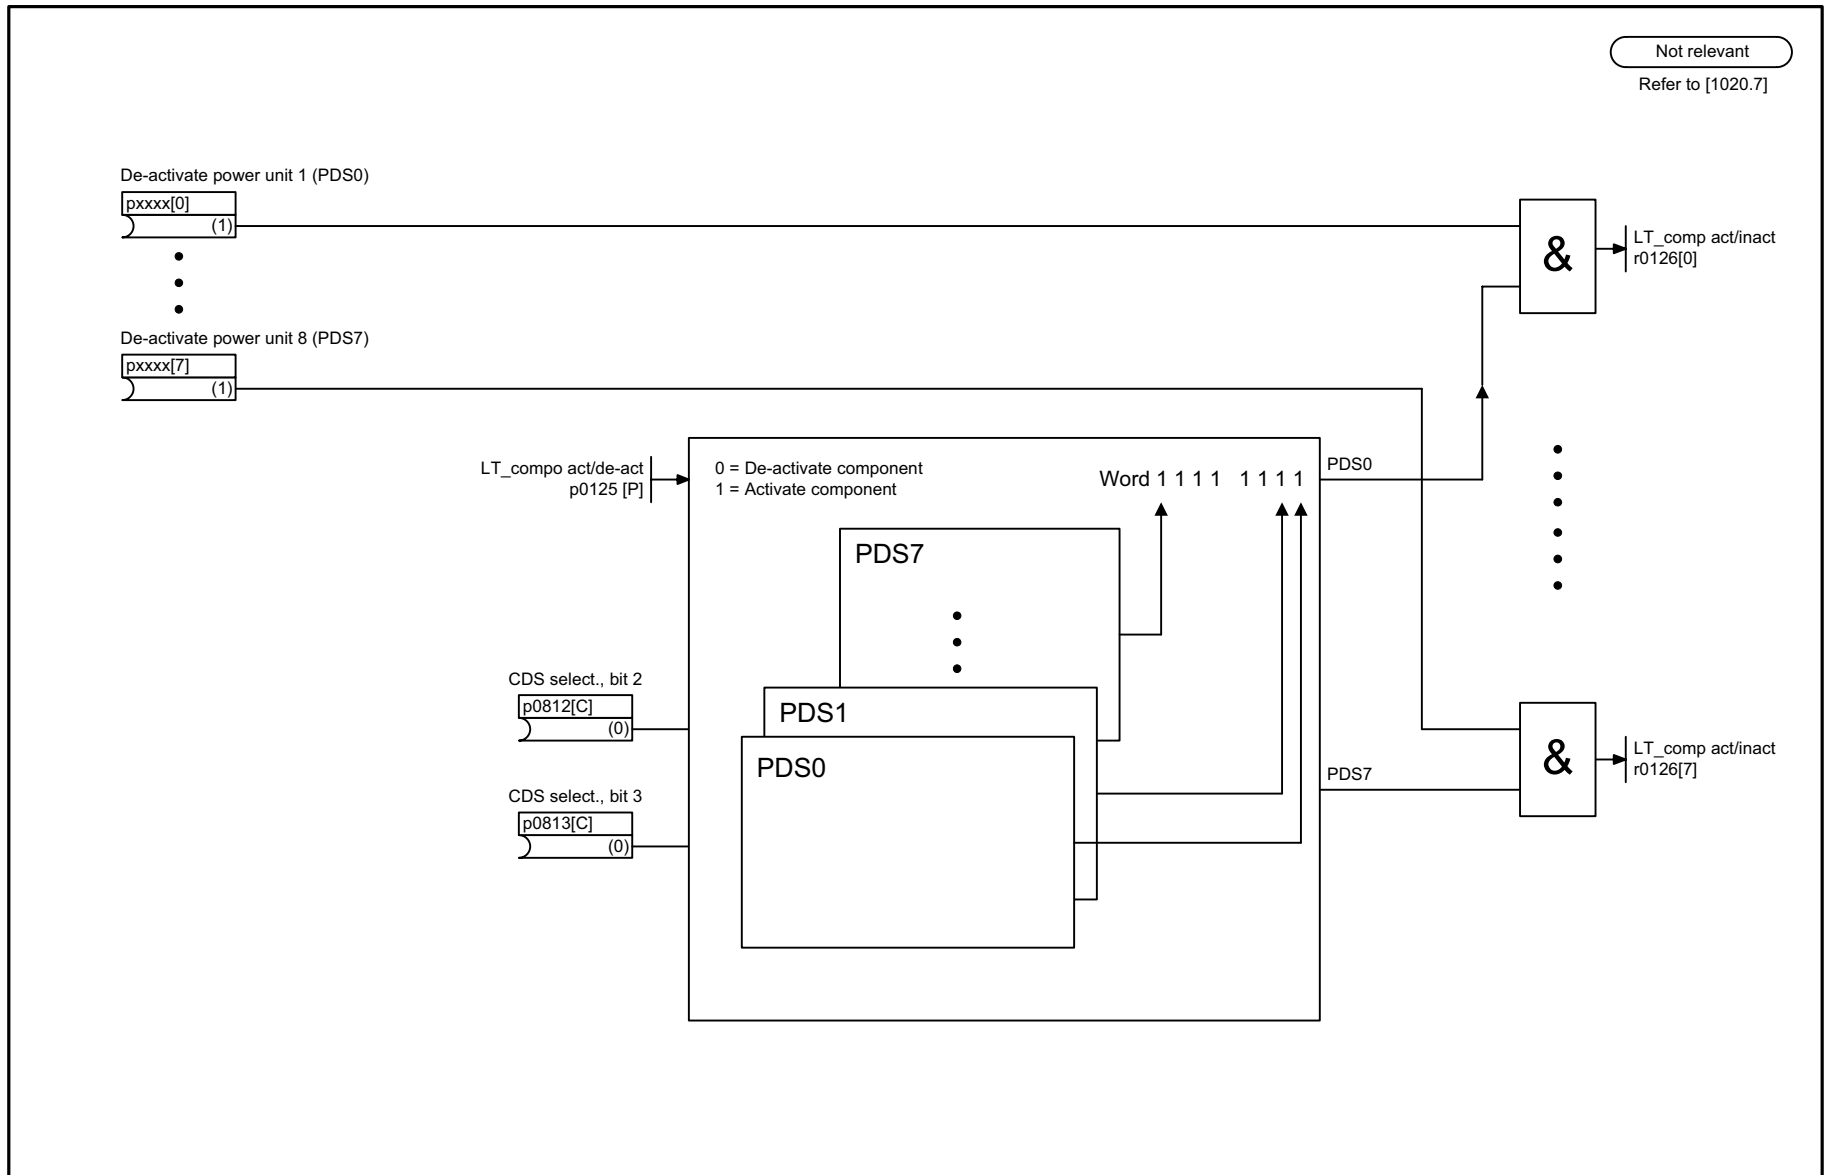 Not relevant
Refer to [1020.7]
De-activate power unit 1 (PDS0)
pxxxx[0]
(1)
&
LT_comp act/inact
r0126[0]
De-activate power unit 8 (PDS7)
pxxxx[7]
(1)
LT_compo act/de-act
p0125 [P]
0 = De-activate component
1 = Activate component
Word 1 1 1 1 1 1 1 1
PDS0
PDS7
CDS select., bit 2
p0812[C]
(0)
PDS1
PDS0
CDS select., bit 3
p0813[C]
(0)
PDS7
&
LT_comp act/inact
r0126[7]